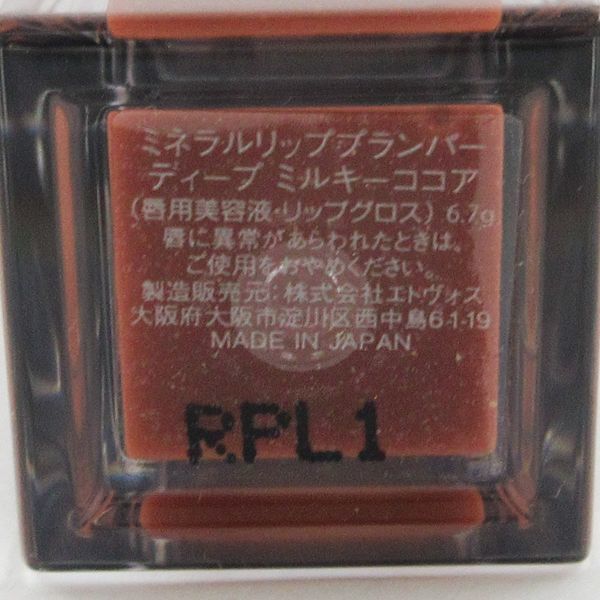 ミネラルリッププランパー
ディープ ミルキーココア
(唇用美容液・リップグロス) 6.7g
唇に異常があらわれたときは、
ご使用をおやめください。
製造販売元:株式会社エトヴォス
大阪府大阪市淀川区西中島6-1-19
MADE IN JAPAN
RPL1